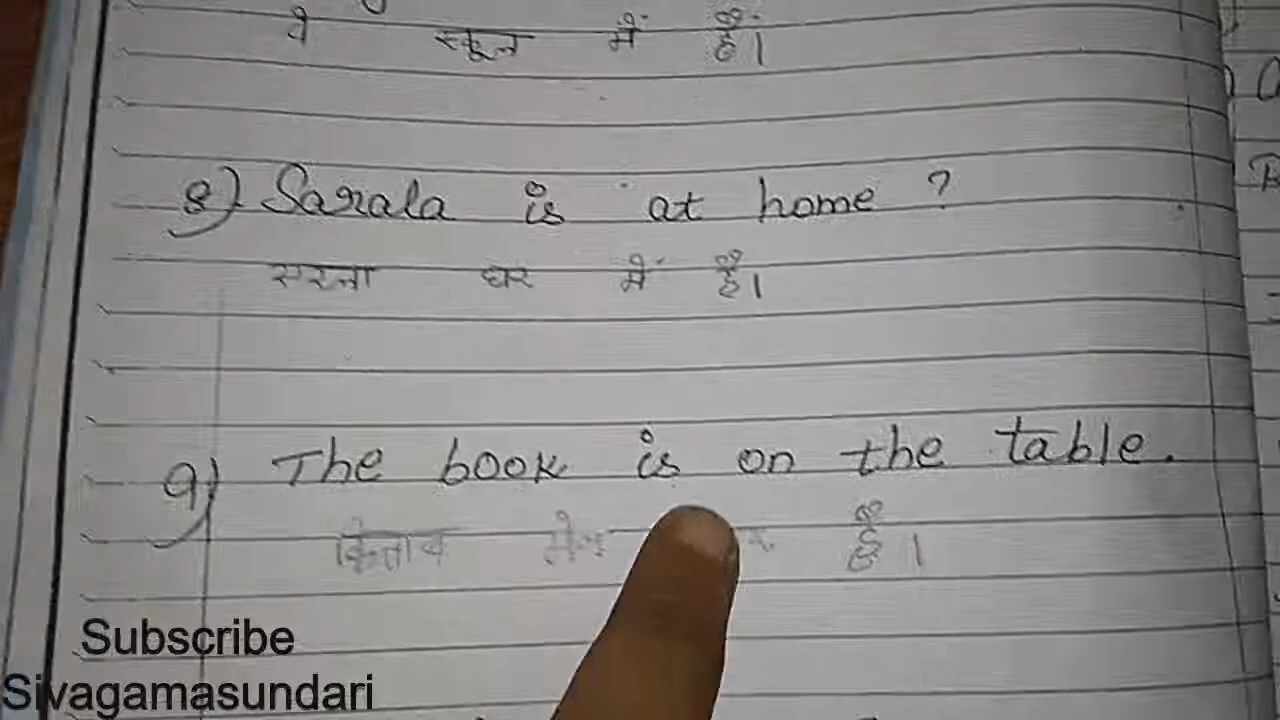 वे स्कूल में हैं।
8) Sarala is at home ?
सरला घर में हैं।
9) The book is on the table.
किताब मेज हैं।
Subscribe
Sivagamasundari